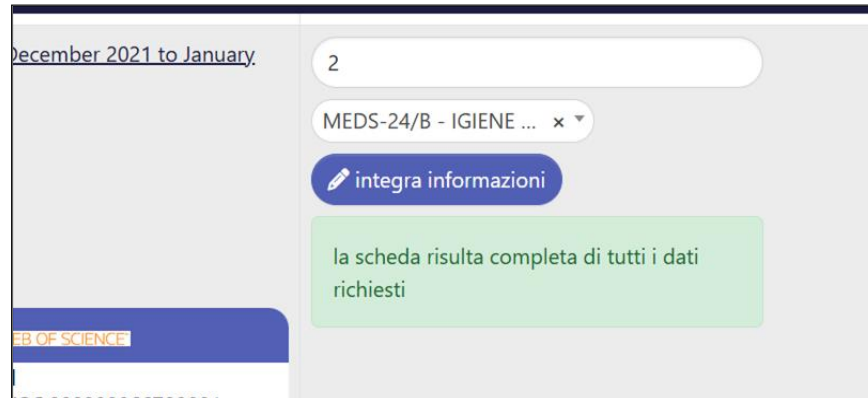 December 2021 to January
2
MEDS-24/B - IGIENE ... ×
integra informazioni
la scheda risulta completa di tutti i dati
richiesti
EB OF SCIENCE